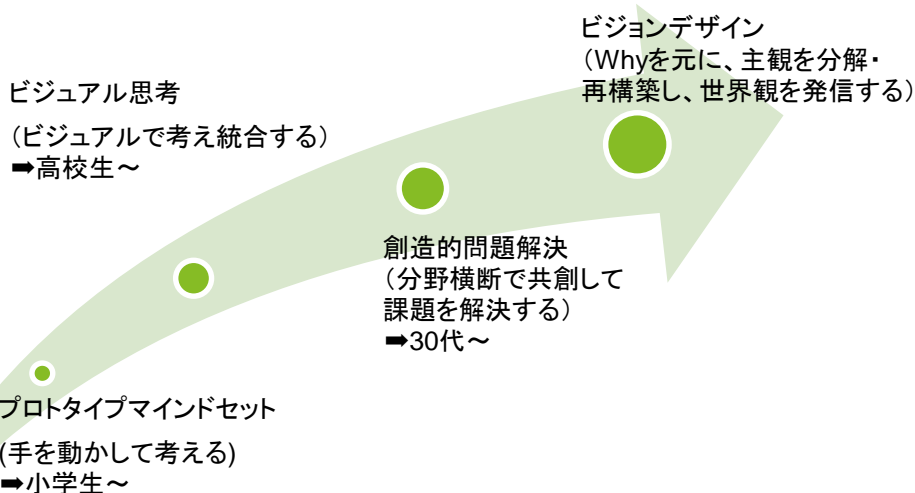 ビジョンデザイン
（Whyを元に、主観を分解・
再構築し、世界観を発信する）
ビジュアル思考
（ビジュアルで考え統合する）
➡高校生～
創造的問題解決
（分野横断で共創して
課題を解決する）
➡30代～
プロトタイプマインドセット
(手を動かして考える)
➡小学生～